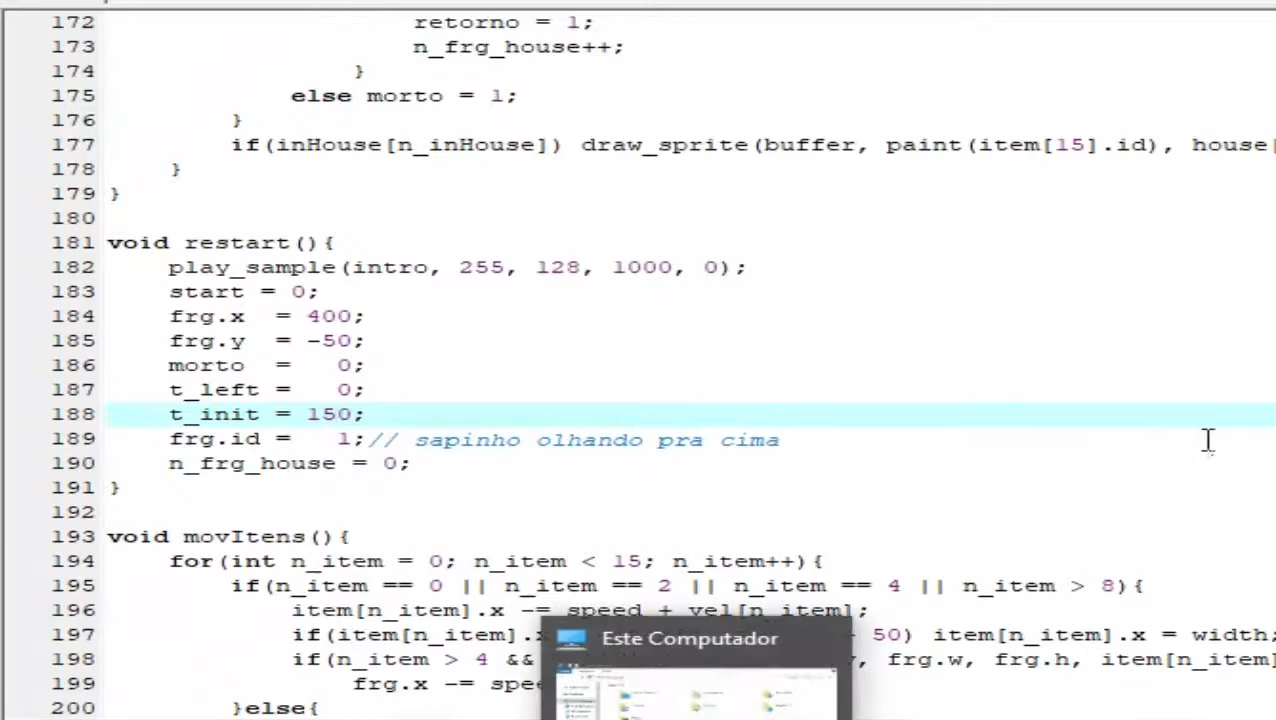 172 retorno = 1;
173 n_frg_house++;
174 }
175 else morto = 1;
176 }
177 if(inHouse[n_inHouse]) draw_sprite(buffer, paint(item[15].id), house[
178 }
179 }
180
181 void restart(){
182 play_sample(intro, 255, 128, 1000, 0);
183 start = 0;
184 frg.x = 400;
185 frg.y = -50;
186 morto = 0;
187 t_left = 0;
188 t_init = 150;
189 frg.id = 1;// sapinho olhando pra cima
190 n_frg_house = 0;
191 }
192
193 void movItens(){
194 for(int n_item = 0; n_item < 15; n_item++){
195 if(n_item == 0 || n_item == 2 || n_item == 4 || n_item > 8){
196 item[n_item].x -= speed + vel[n_item];
197 if(item[n_item]. 50) item[n_item].x = width;
198 if(n_item > 4 && frg.w, frg.h, item[n_item]
199 frg.x -= spe
200 }else{
Este Computador